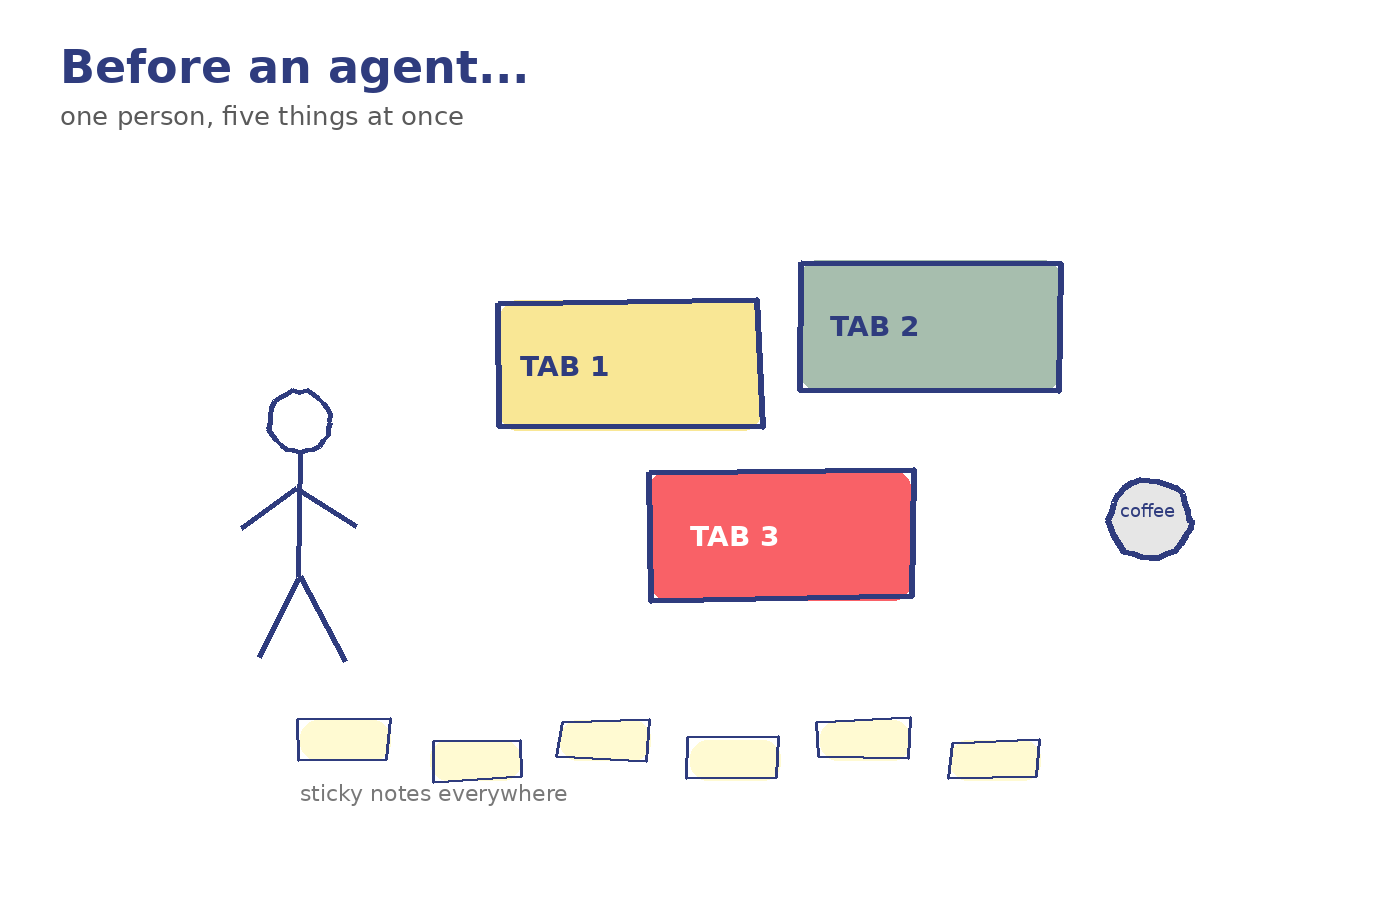 Before an agent...
one person, five things at once
TAB 1
TAB 2
TAB 3
coffee
sticky notes everywhere